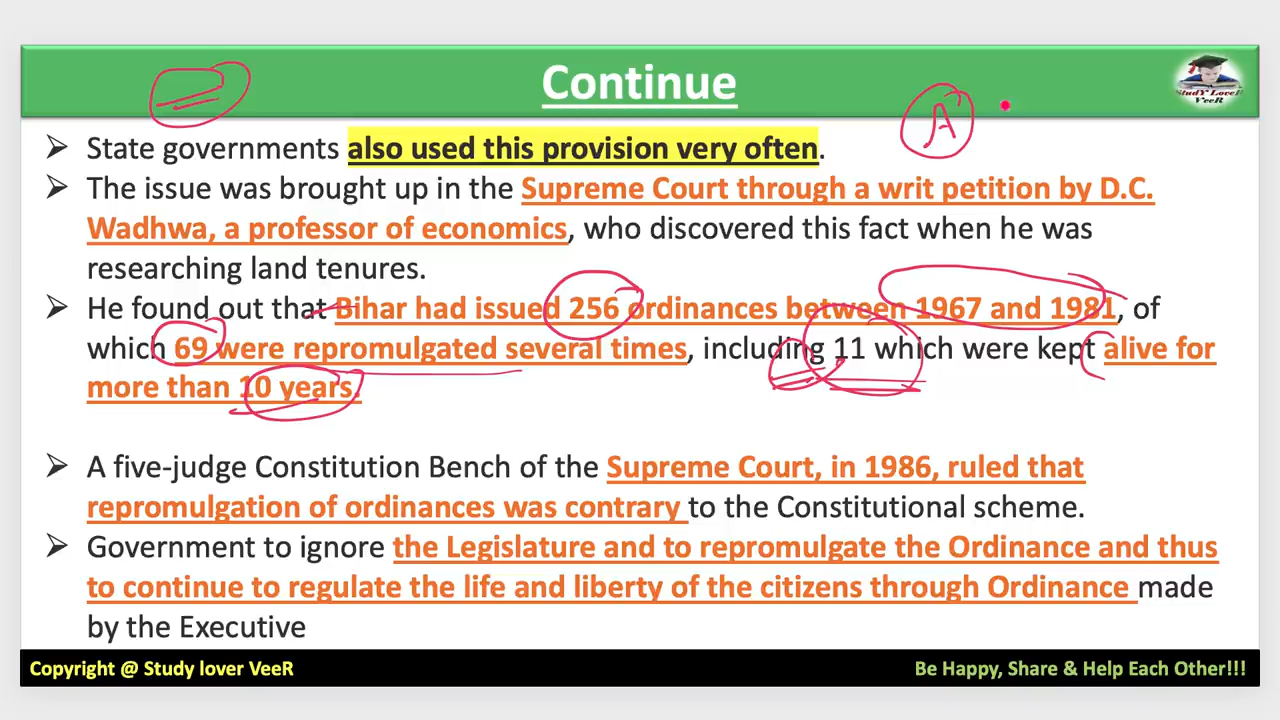 Continue
StudY LoveR
VeeR
A
➢ State governments also used this provision very often.
➢ The issue was brought up in the Supreme Court through a writ petition by D.C.
Wadhwa, a professor of economics, who discovered this fact when he was
researching land tenures.
➢ He found out that Bihar had issued 256 ordinances between 1967 and 1981, of
which 69 were repromulgated several times, including 11 which were kept alive for
more than 10 years.
➢ A five-judge Constitution Bench of the Supreme Court, in 1986, ruled that
repromulgation of ordinances was contrary to the Constitutional scheme.
➢ Government to ignore the Legislature and to repromulgate the Ordinance and thus
to continue to regulate the life and liberty of the citizens through Ordinance made
by the Executive
Copyright @ Study lover VeeR
Be Happy, Share & Help Each Other!!!